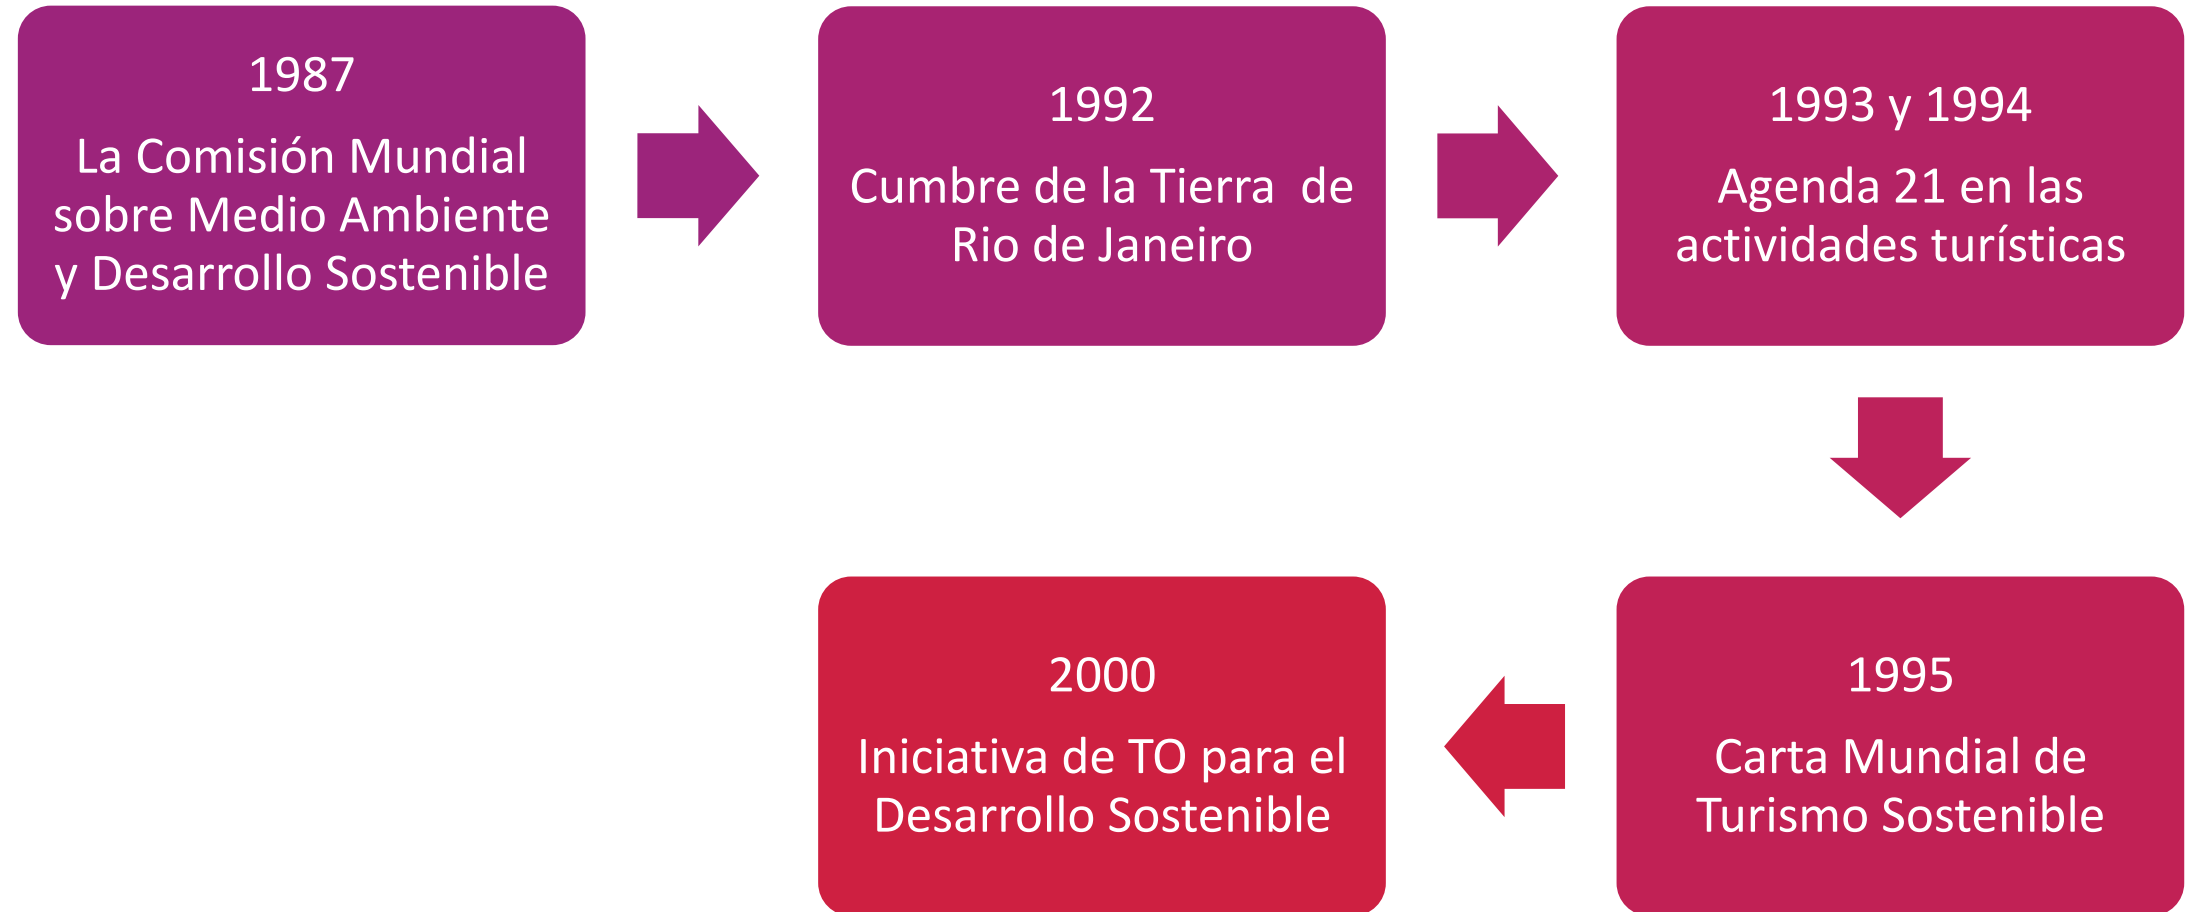 1987
La Comisión Mundial
sobre Medio Ambiente
y Desarrollo Sostenible
1992
Cumbre de la Tierra  de
Rio de Janeiro
1993 y 1994
Agenda 21 en las
actividades turísticas
1995
Carta Mundial de
Turismo Sostenible
2000
Iniciativa de TO para el
Desarrollo Sostenible